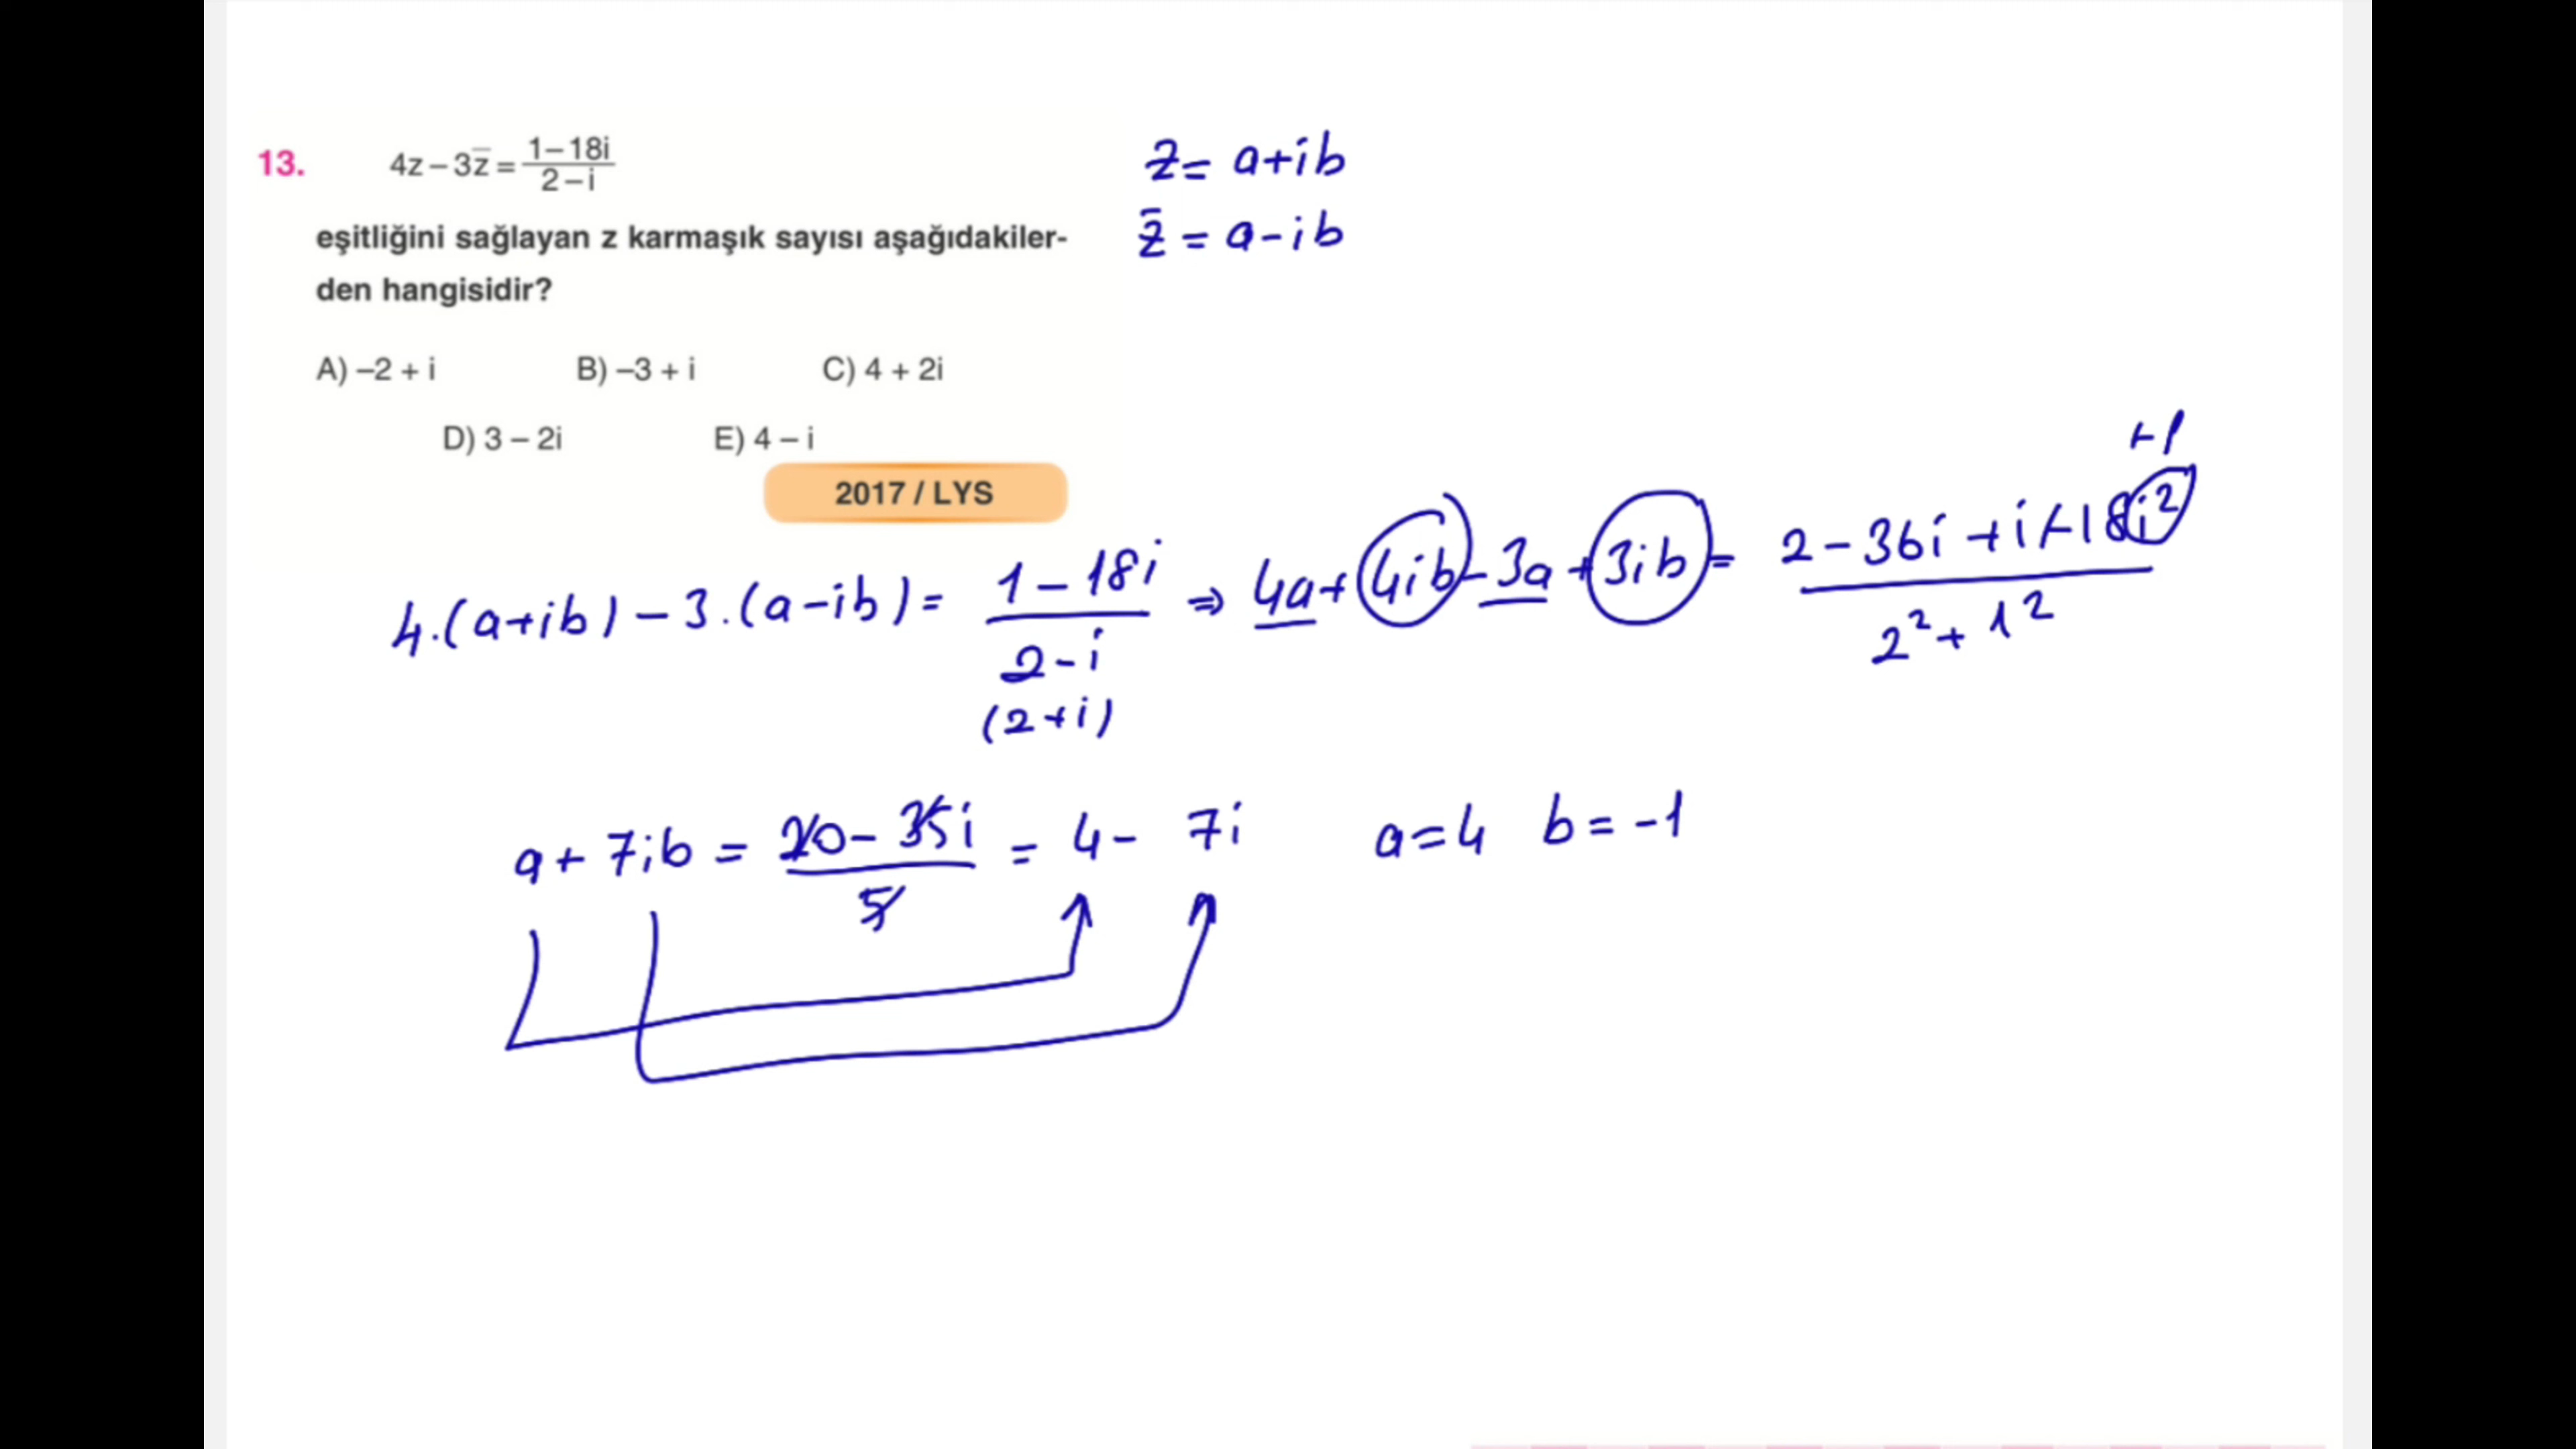 13. 4z – 3z̅ = (1 – 18i)/(2 – i)
eşitliğini sağlayan z karmaşık sayısı aşağıdakiler-
den hangisidir?
A) –2 + i B) –3 + i C) 4 + 2i
D) 3 – 2i E) 4 – i
2017 / LYS
z = a+ib
z̅ = a-ib
4.(a+ib) - 3.(a-ib) = (1-18i)/(2-i) ⇒ 4a+4ib-3a+3ib = (2-36i+i+18i²)/(2²+1²)
+1
(2+i)
a+7ib = (20-35i)/5 = 4-7i a=4 b=-1